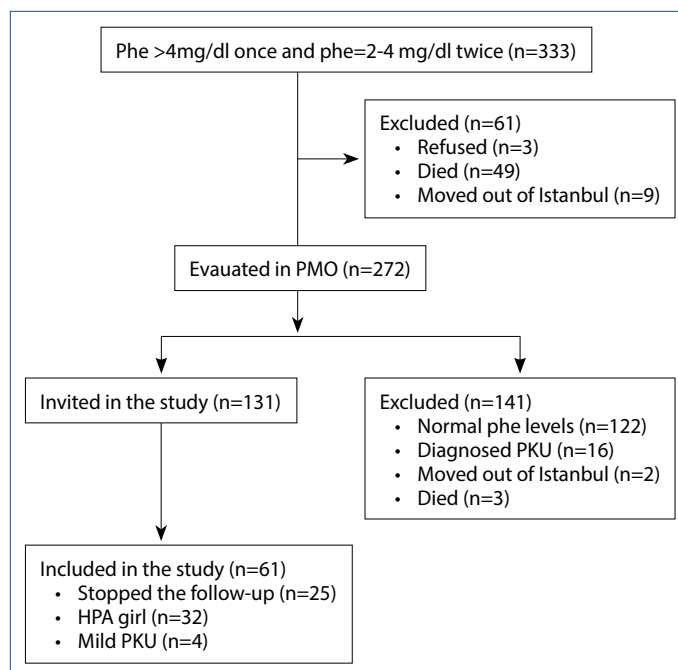 Phe >4mg/dl once and phe=2-4 mg/dl twice (n=333)
Excluded (n=61)
• Refused (n=3)
• Died (n=49)
• Moved out of Istanbul (n=9)
Evauated in PMO (n=272)
Invited in the study (n=131)
Excluded (n=141)
• Normal phe levels (n=122)
• Diagnosed PKU (n=16)
• Moved out of Istanbul (n=2)
• Died (n=3)
Included in the study (n=61)
• Stopped the follow-up (n=25)
• HPA girl (n=32)
• Mild PKU (n=4)